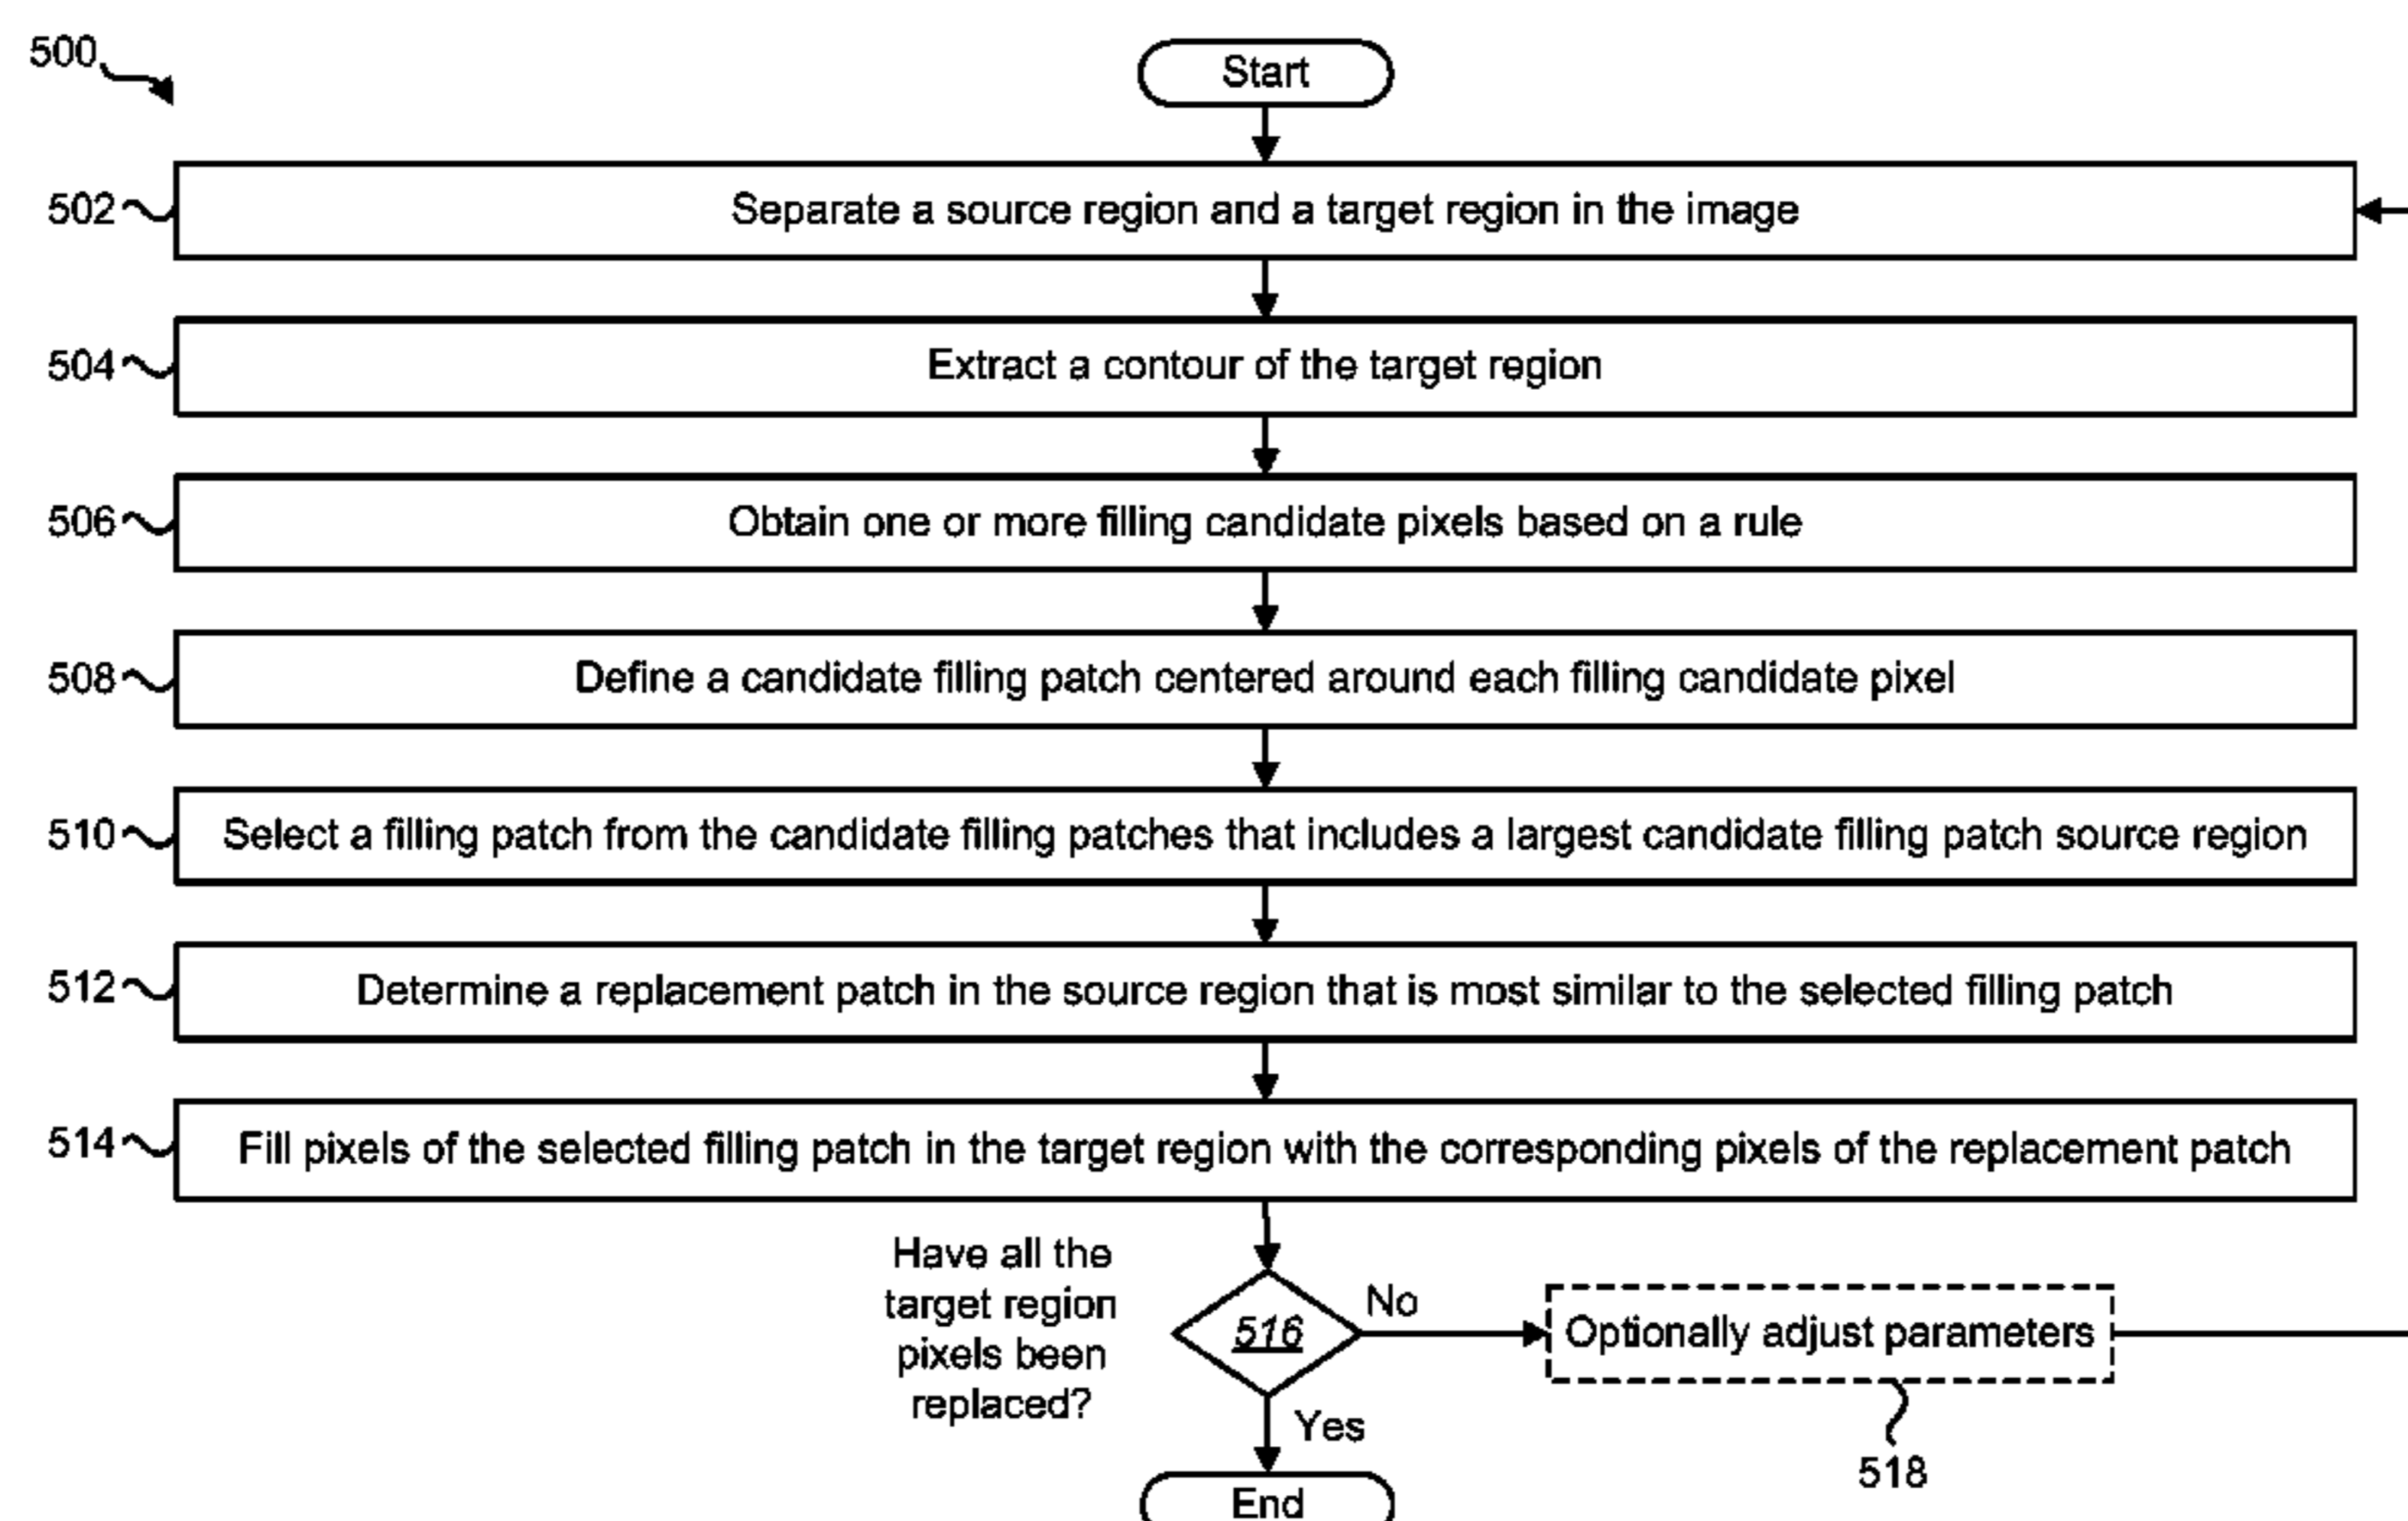 500
Start
502
Separate a source region and a target region in the image
504
Extract a contour of the target region
506
Obtain one or more filling candidate pixels based on a rule
508
Define a candidate filling patch centered around each filling candidate pixel
510
Select a filling patch from the candidate filling patches that includes a largest candidate filling patch source region
512
Determine a replacement patch in the source region that is most similar to the selected filling patch
514
Fill pixels of the selected filling patch in the target region with the corresponding pixels of the replacement patch
Have all the
target region
pixels been
replaced?
516
No
Optionally adjust parameters
Yes
518
End